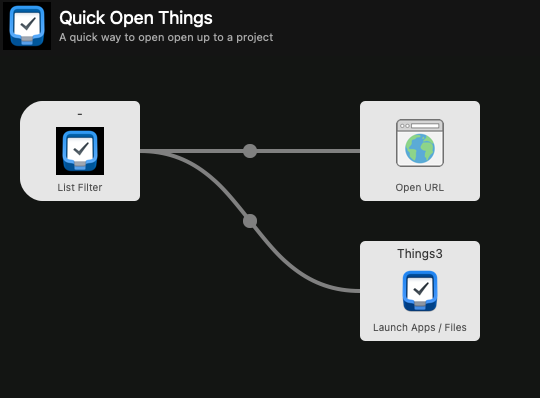 Quick Open Things
A quick way to open open up to a project
-
List Filter
Open URL
Things3
Launch Apps / Files